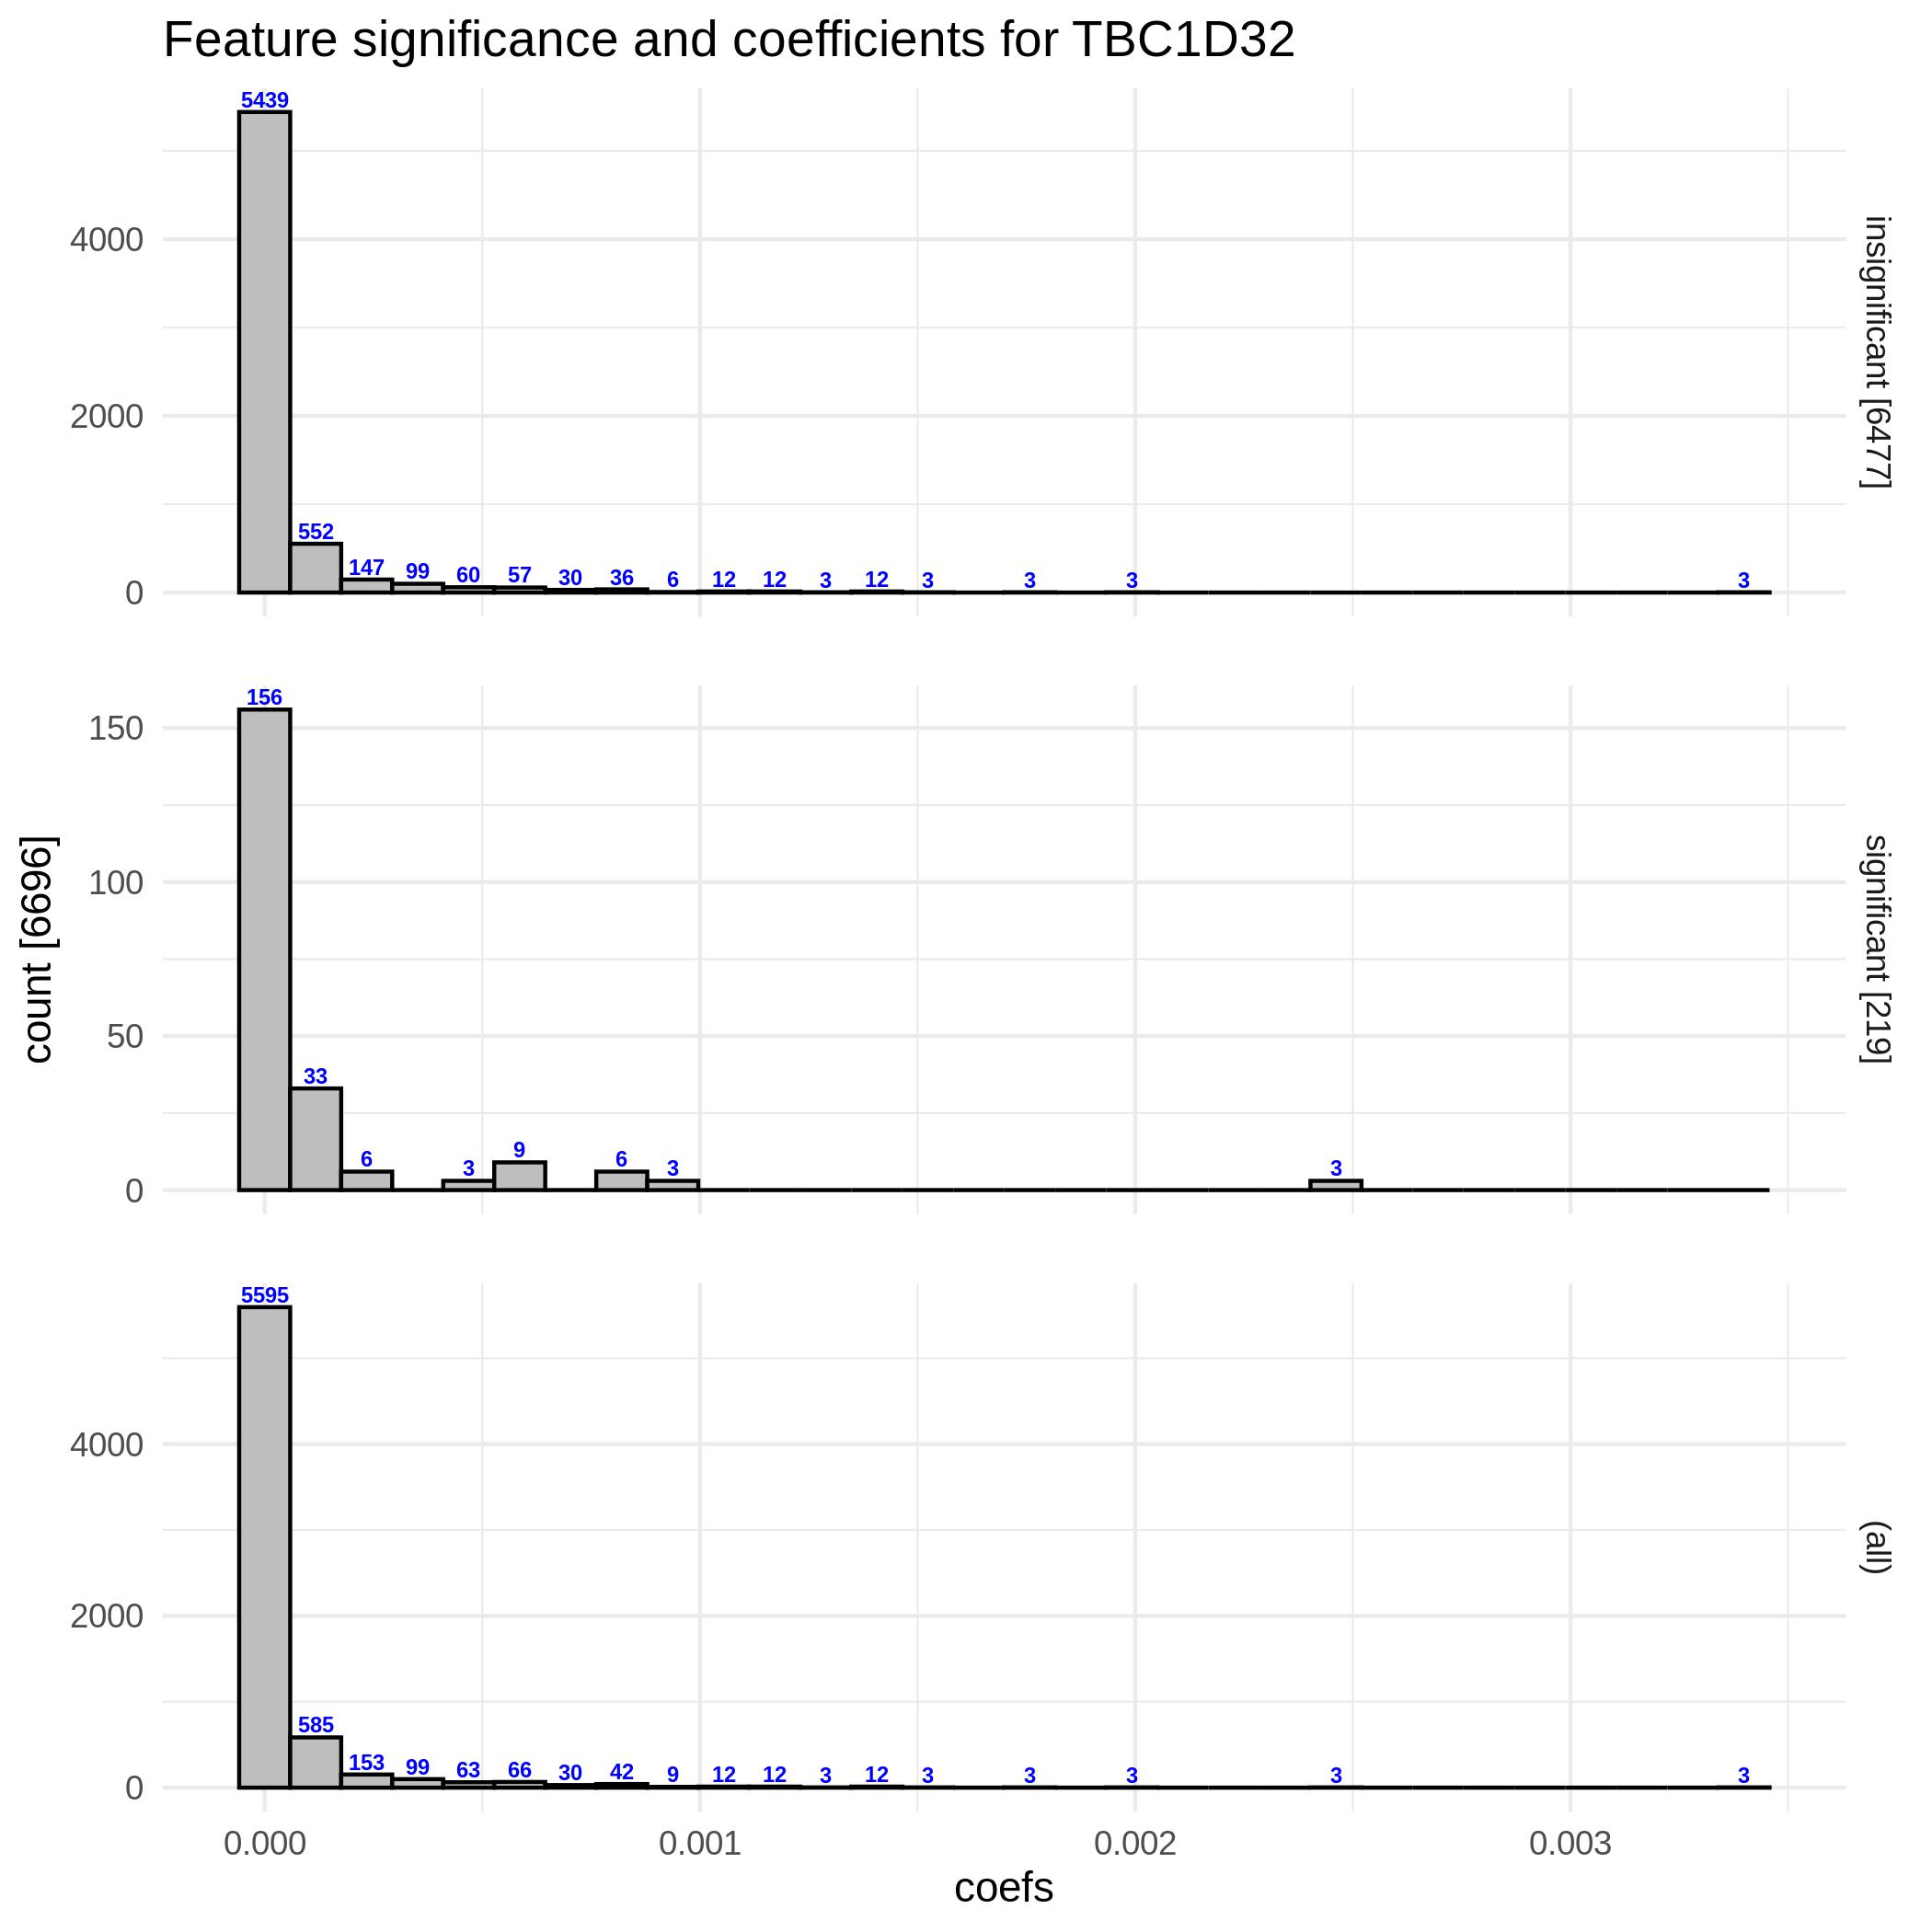 Feature significance and coefficients for TBC1D32
5439
552 147 99 60 57 30 36 6 12 12 3 12 3 3 3 3
4000
2000
0
insignificant [6477]
156
33 6 3 9 6 3 3
150
100
50
0
significant [219]
count [6696]
5595
585 153 99 63 66 30 42 9 12 12 3 12 3 3 3 3 3
4000
2000
0
(all)
0.000 0.001 0.002 0.003
coefs